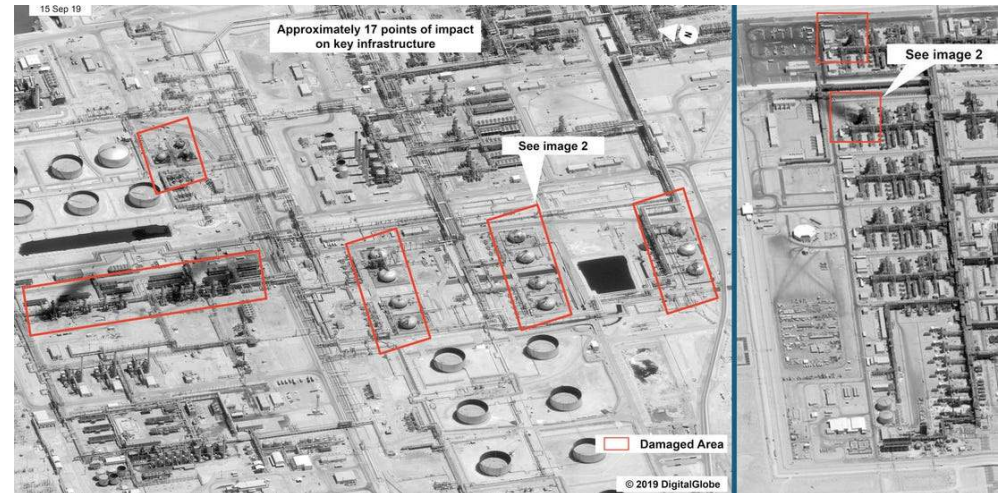 15 Sep 19
Approximately 17 points of impact
on key infrastructure
N
See image 2
See image 2
Damaged Area
© 2019 DigitalGlobe